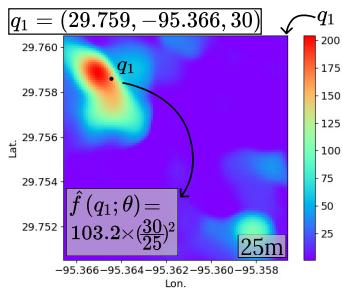 q₁ = (29.759, −95.366, 30)
q₁
29.760
29.758
29.756
29.754
29.752
Lat.
q₁
f̂(q₁;θ)=
103.2×(30/25)²
25m
−95.366 −95.364 −95.362 −95.360 −95.358
Lon.
200
175
150
125
100
75
50
25